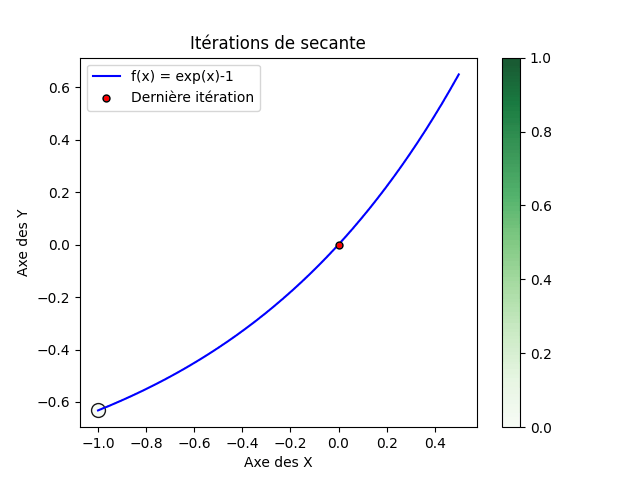 Itérations de secante
f(x) = exp(x)-1
Dernière itération
Axe des Y
0.6
0.4
0.2
0.0
−0.2
−0.4
−0.6
−1.0 −0.8 −0.6 −0.4 −0.2 0.0 0.2 0.4
Axe des X
1.0
0.8
0.6
0.4
0.2
0.0